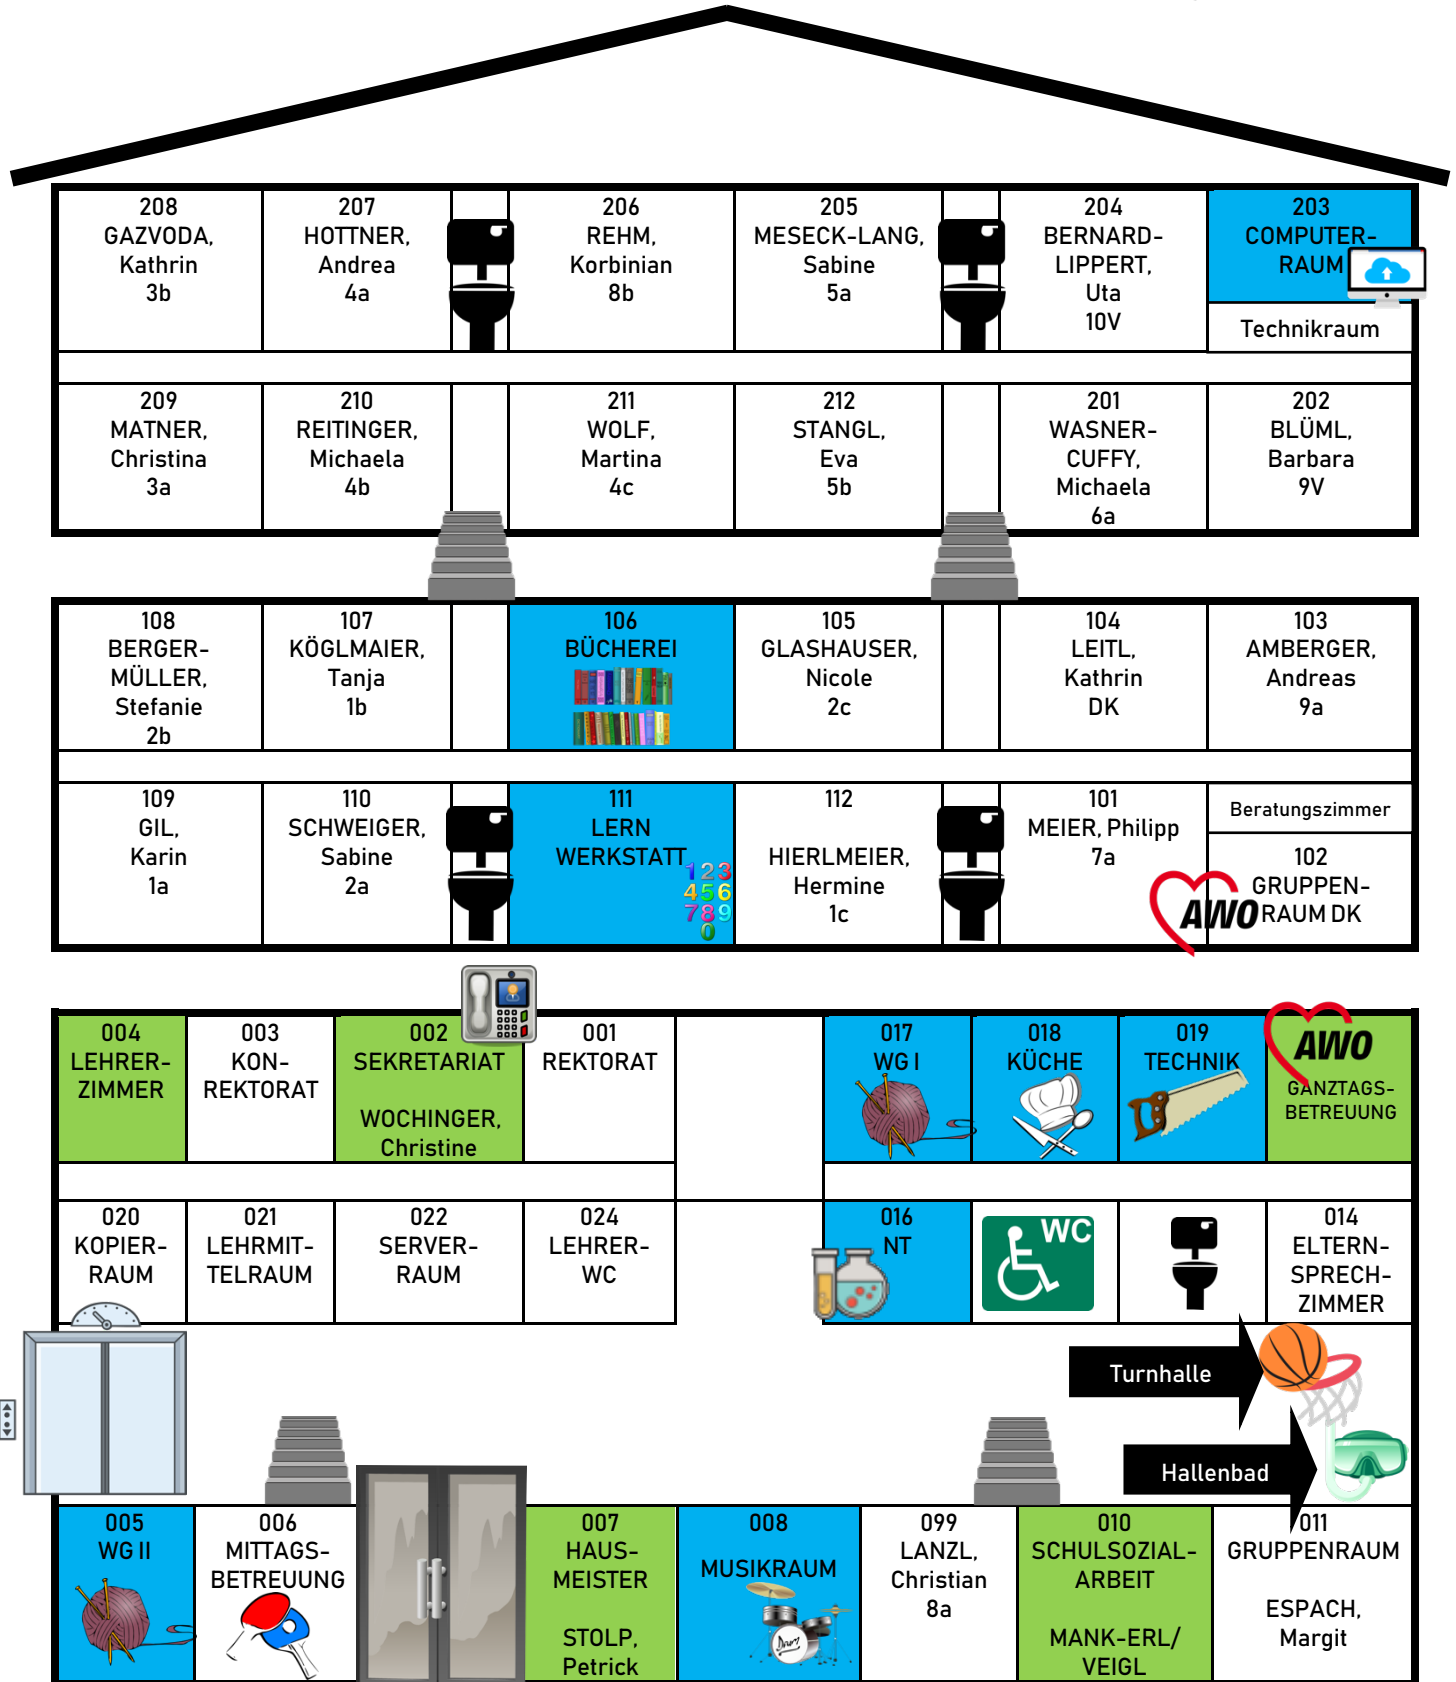 208
GAZVODA,
Kathrin
3b
207
HOTTNER,
Andrea
4a
206
REHM,
Korbinian
8b
205
MESECK-LANG,
Sabine
5a
204
BERNARD-
LIPPERT,
Uta
10V
203
COMPUTER-
RAUM
Technikraum
209
MATNER,
Christina
3a
210
REITINGER,
Michaela
4b
211
WOLF,
Martina
4c
212
STANGL,
Eva
5b
201
WASNER-
CUFFY,
Michaela
6a
202
BLÜML,
Barbara
9V
108
BERGER-
MÜLLER,
Stefanie
2b
107
KÖGLMAIER,
Tanja
1b
106
BÜCHEREI
105
GLASHAUSER,
Nicole
2c
104
LEITL,
Kathrin
DK
103
AMBERGER,
Andreas
9a
109
GIL,
Karin
1a
110
SCHWEIGER,
Sabine
2a
111
LERN
WERKSTATT
123
456
789
0
112
HIERLMEIER,
Hermine
1c
101
MEIER, Philipp
7a
Beratungszimmer
102
GRUPPEN-
RAUM DK
AWO
004
LEHRER-
ZIMMER
003
KON-
REKTORAT
002
SEKRETARIAT
WOCHINGER,
Christine
001
REKTORAT
017
WG I
018
KÜCHE
019
TECHNIK
AWO
GANZTAGS-
BETREUUNG
020
KOPIER-
RAUM
021
LEHRMIT-
TELRAUM
022
SERVER-
RAUM
024
LEHRER-
WC
016
NT
WC
014
ELTERN-
SPRECH-
ZIMMER
Turnhalle
Hallenbad
005
WG II
006
MITTAGS-
BETREUUNG
007
HAUS-
MEISTER
STOLP,
Petrick
008
MUSIKRAUM
Drum
099
LANZL,
Christian
8a
010
SCHULSOZIAL-
ARBEIT
MANK-ERL/
VEIGL
011
GRUPPENRAUM
ESPACH,
Margit